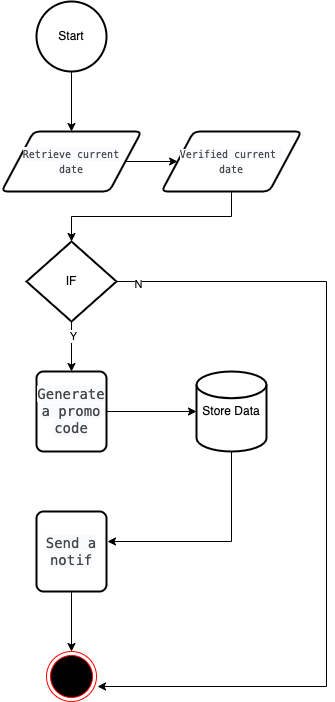 Start
Retrieve current
date
Verified current
date
IF
N
Y
Generate
a promo
code
Store Data
Send a
notif